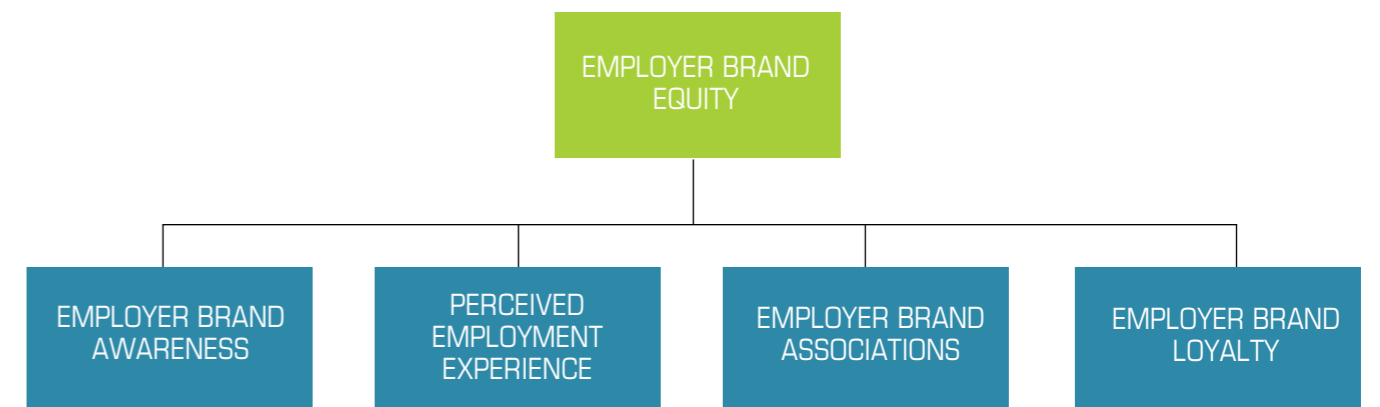 EMPLOYER BRAND
EQUITY
EMPLOYER BRAND
AWARENESS
PERCEIVED
EMPLOYMENT
EXPERIENCE
EMPLOYER BRAND
ASSOCIATIONS
EMPLOYER BRAND
LOYALTY